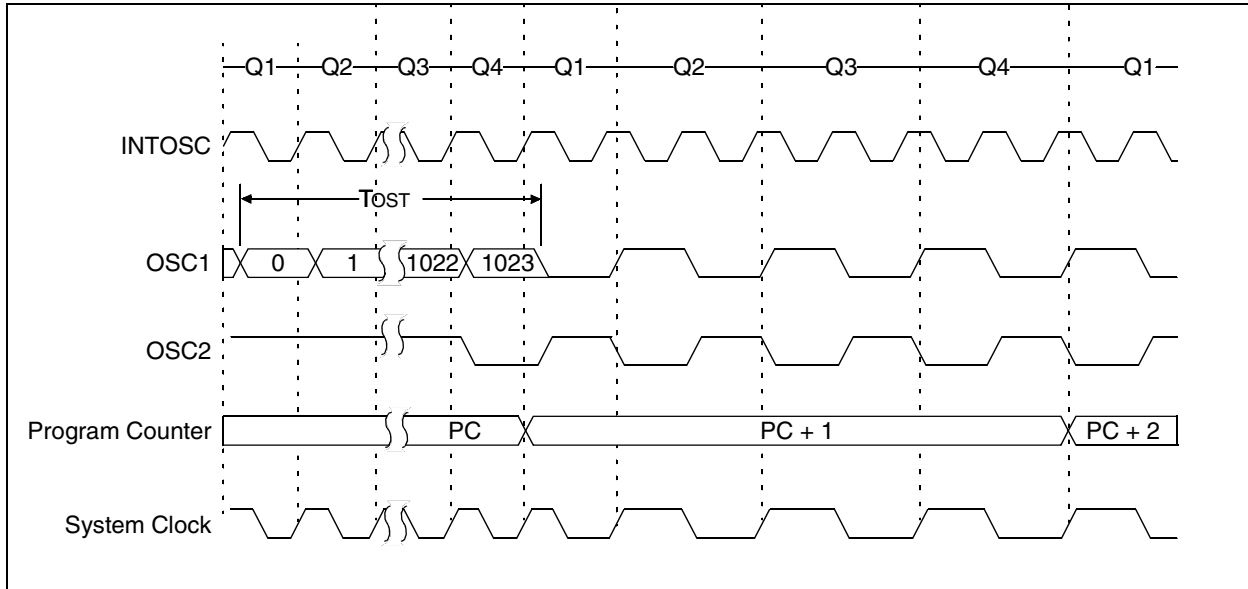 Q1 Q2 Q3 Q4 Q1 Q2 Q3 Q4 Q1
INTOSC
TOST
OSC1 0 1 1022 1023
OSC2
Program Counter PC PC + 1 PC + 2
System Clock